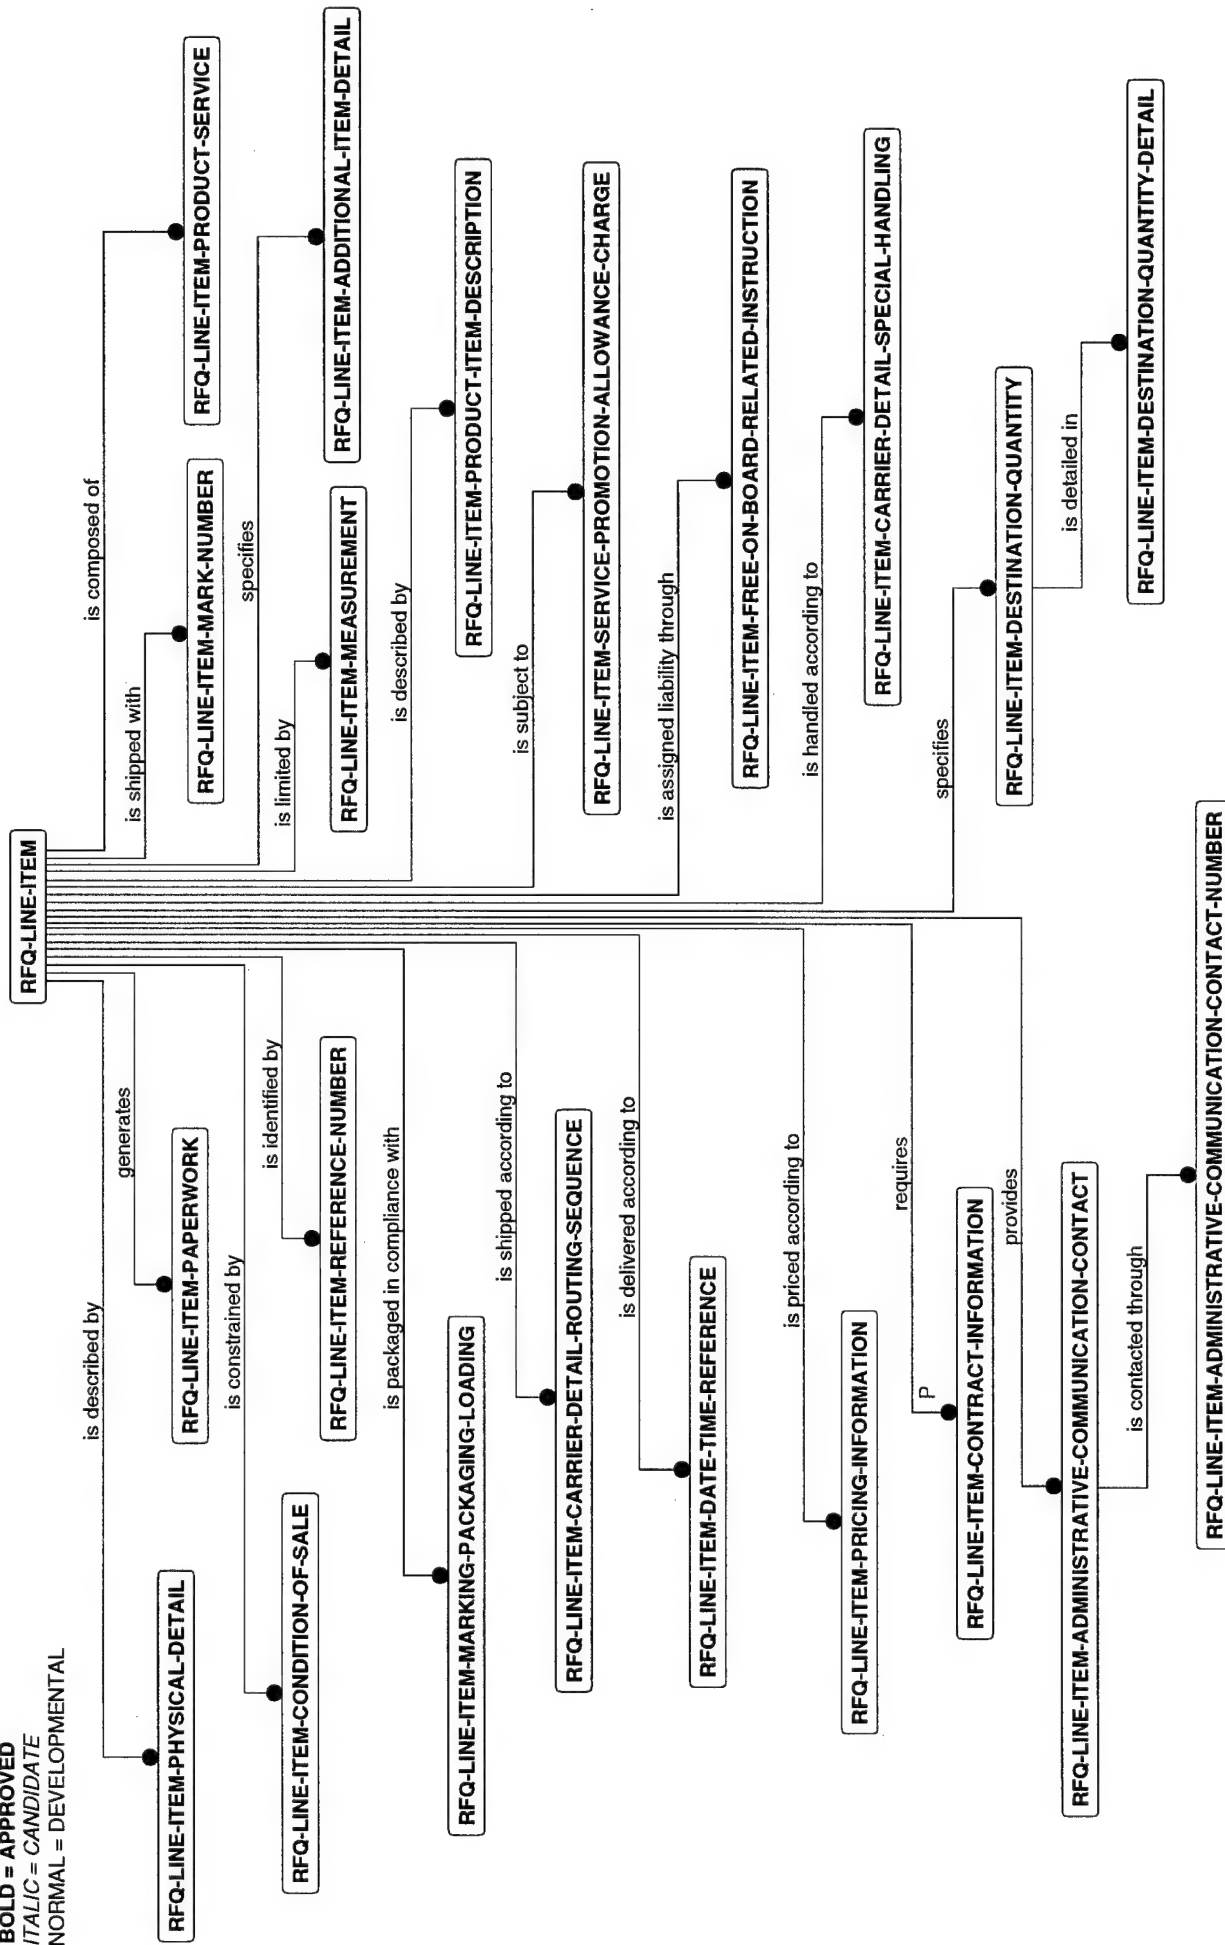 BOLD = APPROVED
ITALIC = CANDIDATE
NORMAL = DEVELOPMENTAL
RFQ-LINE-ITEM
is described by
RFQ-LINE-ITEM-PHYSICAL-DETAIL
generates
RFQ-LINE-ITEM-PAPERWORK
is shipped with
RFQ-LINE-ITEM-MARK-NUMBER
is composed of
RFQ-LINE-ITEM-PRODUCT-SERVICE
is constrained by
RFQ-LINE-ITEM-CONDITION-OF-SALE
is identified by
RFQ-LINE-ITEM-REFERENCE-NUMBER
is limited by
RFQ-LINE-ITEM-MEASUREMENT
specifies
RFQ-LINE-ITEM-ADDITIONAL-ITEM-DETAIL
is packaged in compliance with
RFQ-LINE-ITEM-MARKING-PACKAGING-LOADING
is described by
RFQ-LINE-ITEM-PRODUCT-ITEM-DESCRIPTION
is shipped according to
RFQ-LINE-ITEM-CARRIER-DETAIL-ROUTING-SEQUENCE
is subject to
RFQ-LINE-ITEM-SERVICE-PROMOTION-ALLOWANCE-CHARGE
is delivered according to
RFQ-LINE-ITEM-DATE-TIME-REFERENCE
is assigned liability through
RFQ-LINE-ITEM-FREE-ON-BOARD-RELATED-INSTRUCTION
is priced according to
RFQ-LINE-ITEM-PRICING-INFORMATION
is handled according to
RFQ-LINE-ITEM-CARRIER-DETAIL-SPECIAL-HANDLING
requires
P
RFQ-LINE-ITEM-CONTRACT-INFORMATION
specifies
RFQ-LINE-ITEM-DESTINATION-QUANTITY
provides
RFQ-LINE-ITEM-ADMINISTRATIVE-COMMUNICATION-CONTACT
is detailed in
RFQ-LINE-ITEM-DESTINATION-QUANTITY-DETAIL
is contacted through
RFQ-LINE-ITEM-ADMINISTRATIVE-COMMUNICATION-CONTACT-NUMBER